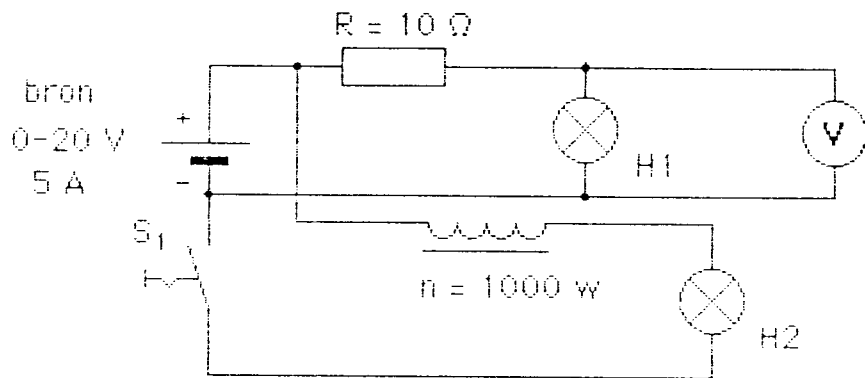 R = 10 Ω
bron
0-20 V
5 A
+
-
H1
V
S1
n = 1000 w
H2